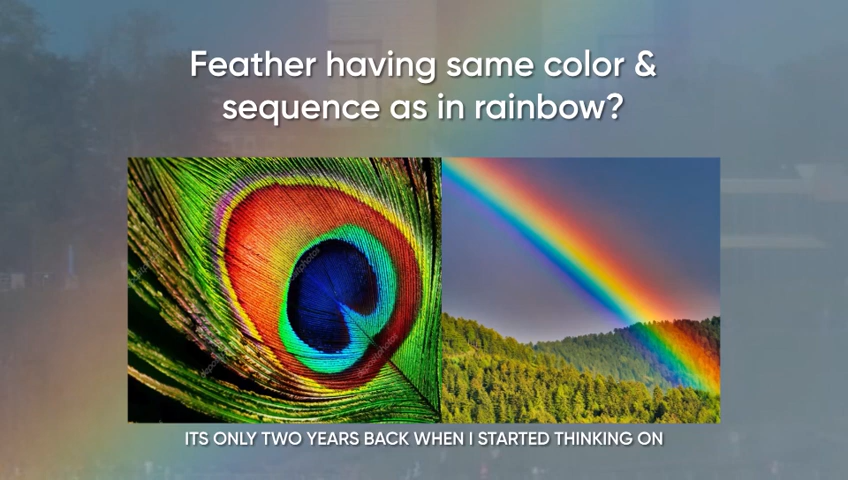 Feather having same color &
sequence as in rainbow?
ITS ONLY TWO YEARS BACK WHEN I STARTED THINKING ON